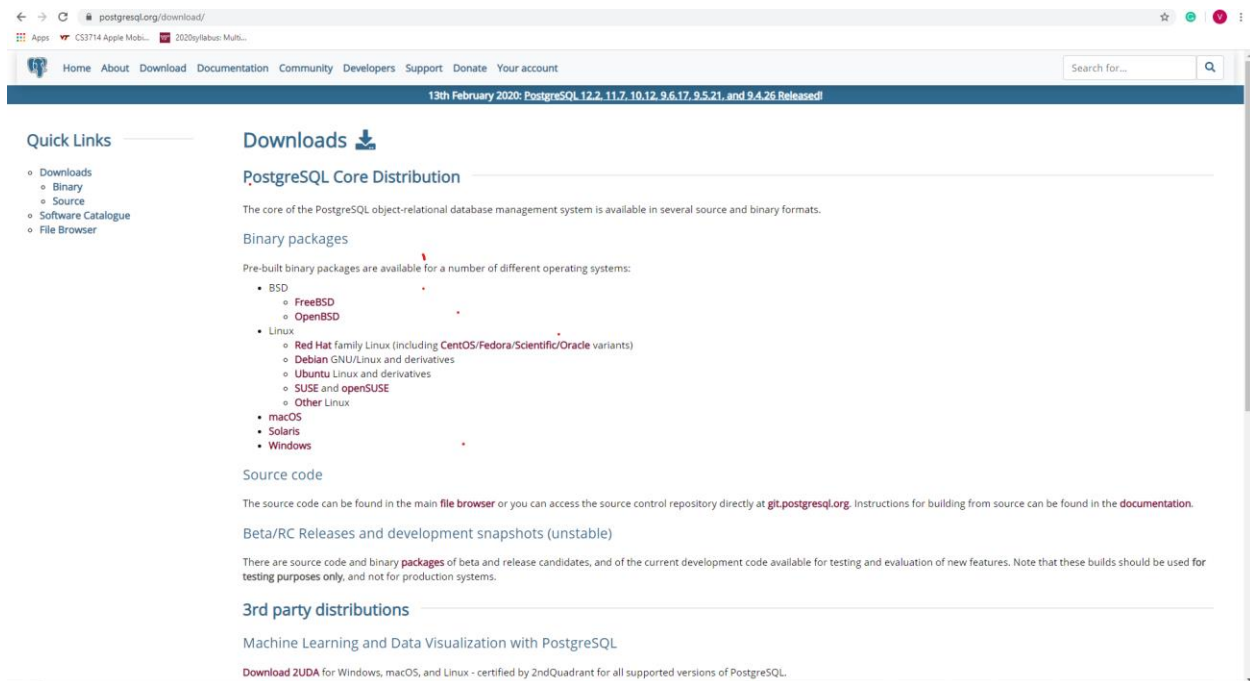 postgresql.org/download/
Apps CS3714 Apple Mobi... 2020syllabus: Multi...
Home About Download Documentation Community Developers Support Donate Your account Search for...
13th February 2020: PostgreSQL 12.2, 11.7, 10.12, 9.6.17, 9.5.21, and 9.4.26 Released!
Quick Links
Downloads
Binary
Source
Software Catalogue
File Browser
Downloads
PostgreSQL Core Distribution
The core of the PostgreSQL object-relational database management system is available in several source and binary formats.
Binary packages
Pre-built binary packages are available for a number of different operating systems:
BSD
FreeBSD
OpenBSD
Linux
Red Hat family Linux (including CentOS/Fedora/Scientific/Oracle variants)
Debian GNU/Linux and derivatives
Ubuntu Linux and derivatives
SUSE and openSUSE
Other Linux
macOS
Solaris
Windows
Source code
The source code can be found in the main file browser or you can access the source control repository directly at git.postgresql.org. Instructions for building from source can be found in the documentation.
Beta/RC Releases and development snapshots (unstable)
There are source code and binary packages of beta and release candidates, and of the current development code available for testing and evaluation of new features. Note that these builds should be used for
testing purposes only, and not for production systems.
3rd party distributions
Machine Learning and Data Visualization with PostgreSQL
Download 2UDA for Windows, macOS, and Linux - certified by 2ndQuadrant for all supported versions of PostgreSQL.